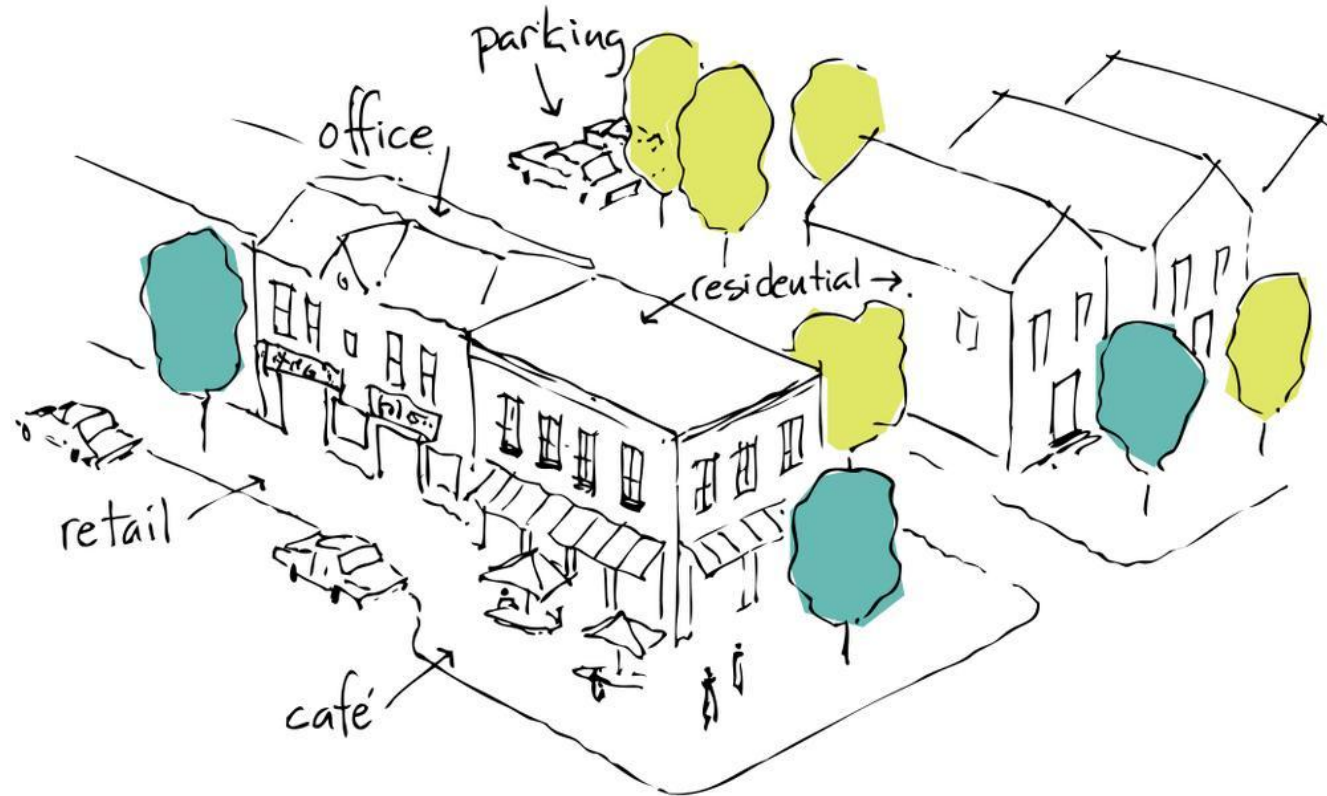 parking
office
residential →
retail
café